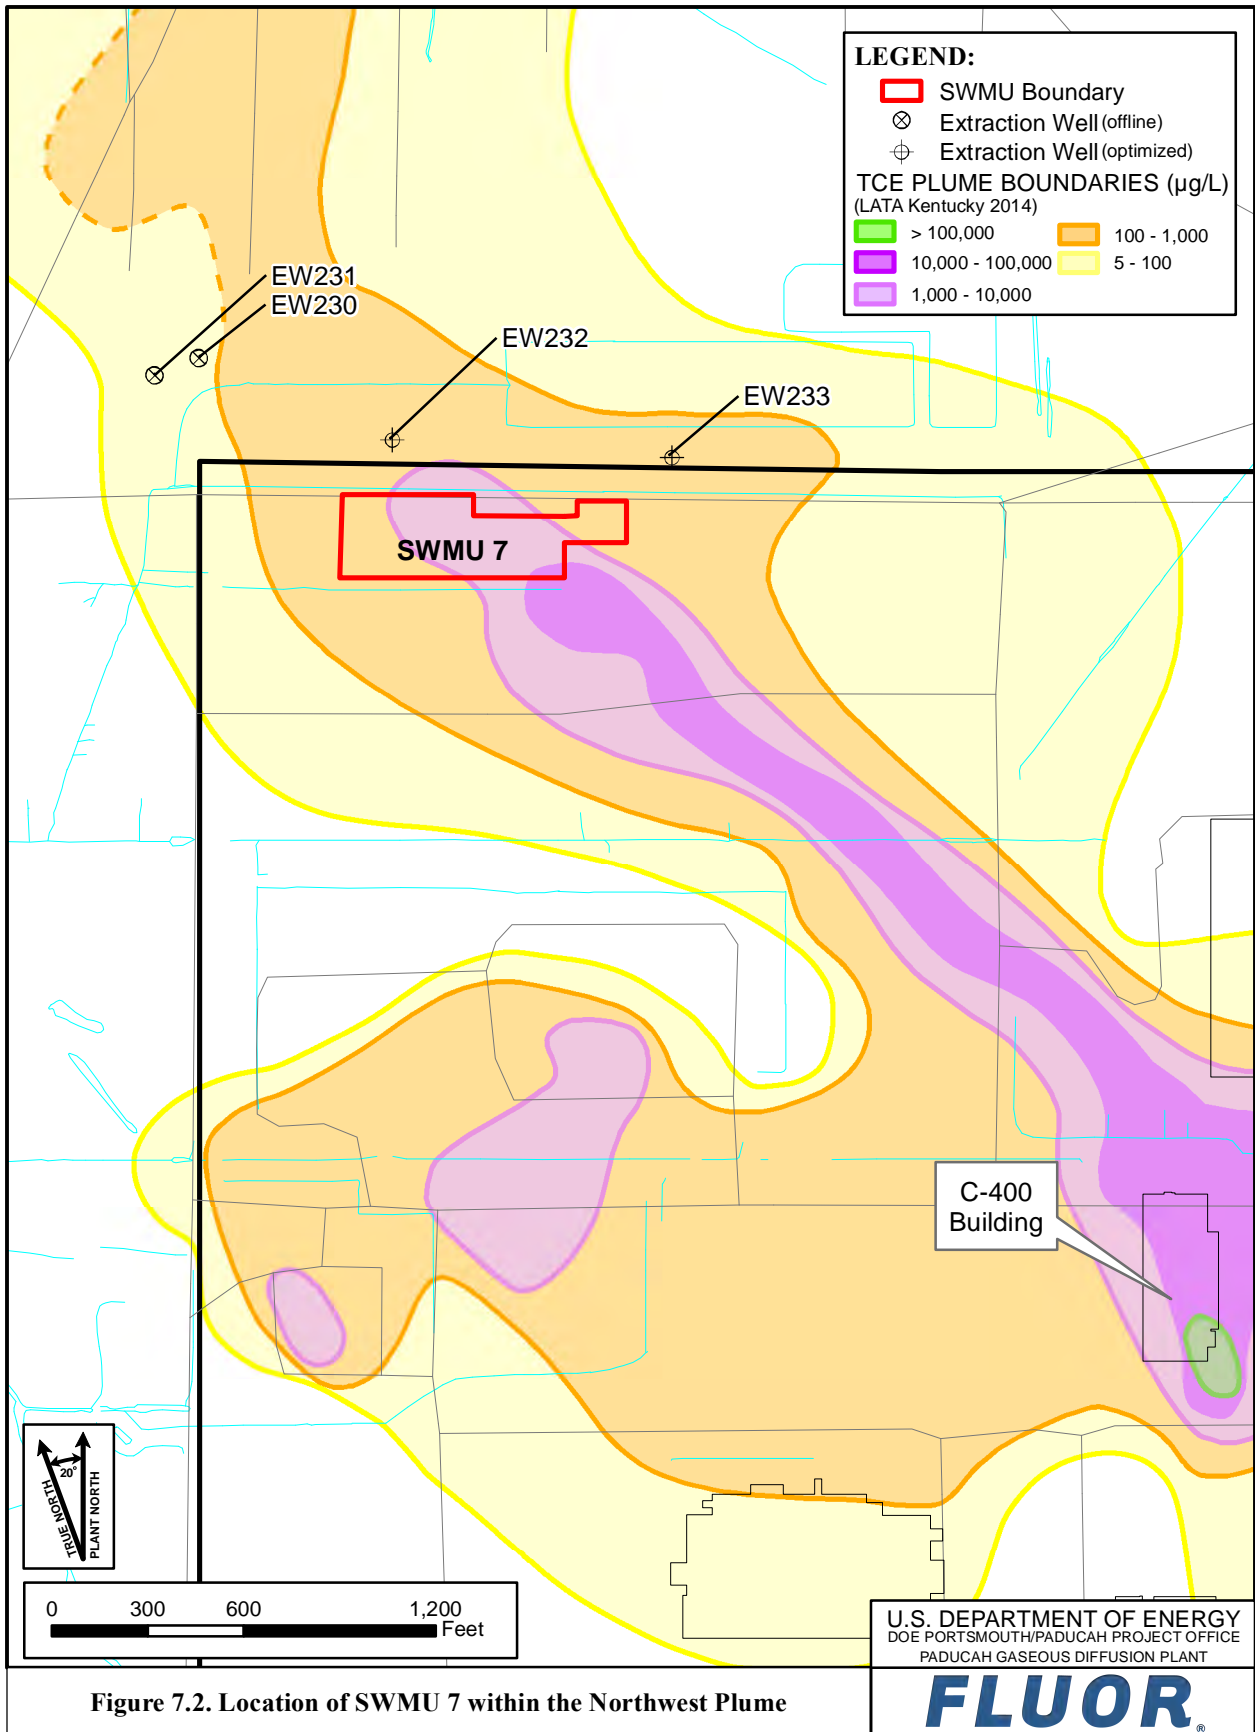 LEGEND:
SWMU Boundary
Extraction Well (offline)
Extraction Well (optimized)
TCE PLUME BOUNDARIES (µg/L)
(LATA Kentucky 2014)
> 100,000
100 - 1,000
10,000 - 100,000
5 - 100
1,000 - 10,000
EW231
EW230
EW232
EW233
SWMU 7
C-400
Building
20°
TRUE NORTH
PLANT NORTH
0 300 600 1,200
Feet
U.S. DEPARTMENT OF ENERGY
DOE PORTSMOUTH/PADUCAH PROJECT OFFICE
PADUCAH GASEOUS DIFFUSION PLANT
FLUOR®
Figure 7.2. Location of SWMU 7 within the Northwest Plume